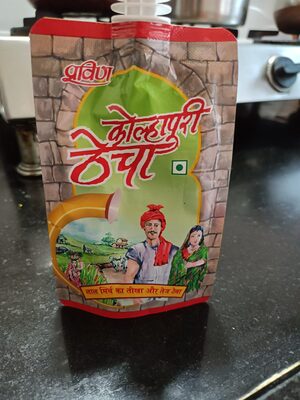 प्रविण
कोल्हापुरी
ठेचा
लाल मिर्च का तीखा और तेज ठेचा